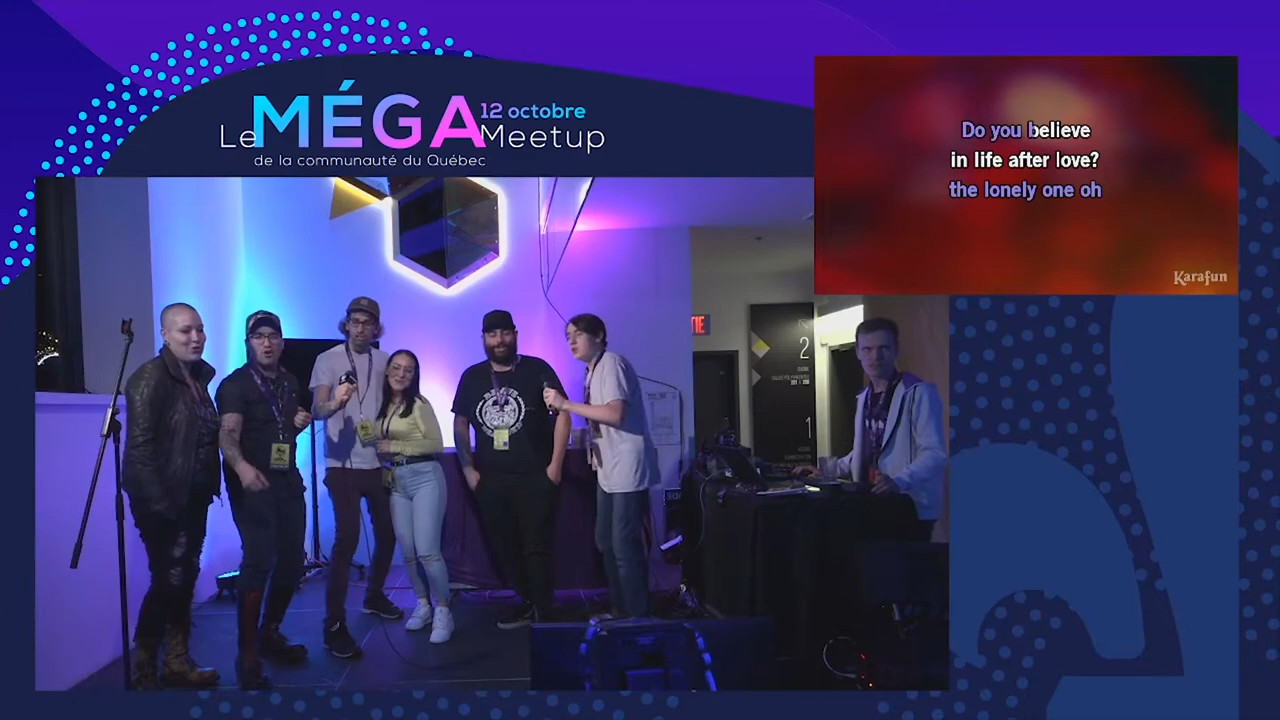 12 octobre
Le MÉGA Meetup
de la communauté du Québec
Do you believe
in life after love?
the lonely one oh
Karafun
TIE
2
1